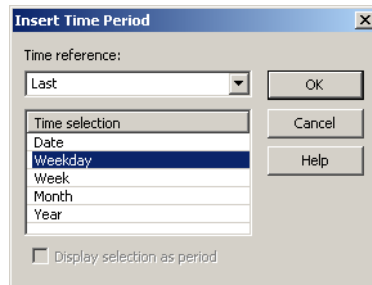 Insert Time Period
Time reference:
Last
OK
Time selection
Cancel
Date
Weekday
Help
Week
Month
Year
Display selection as period